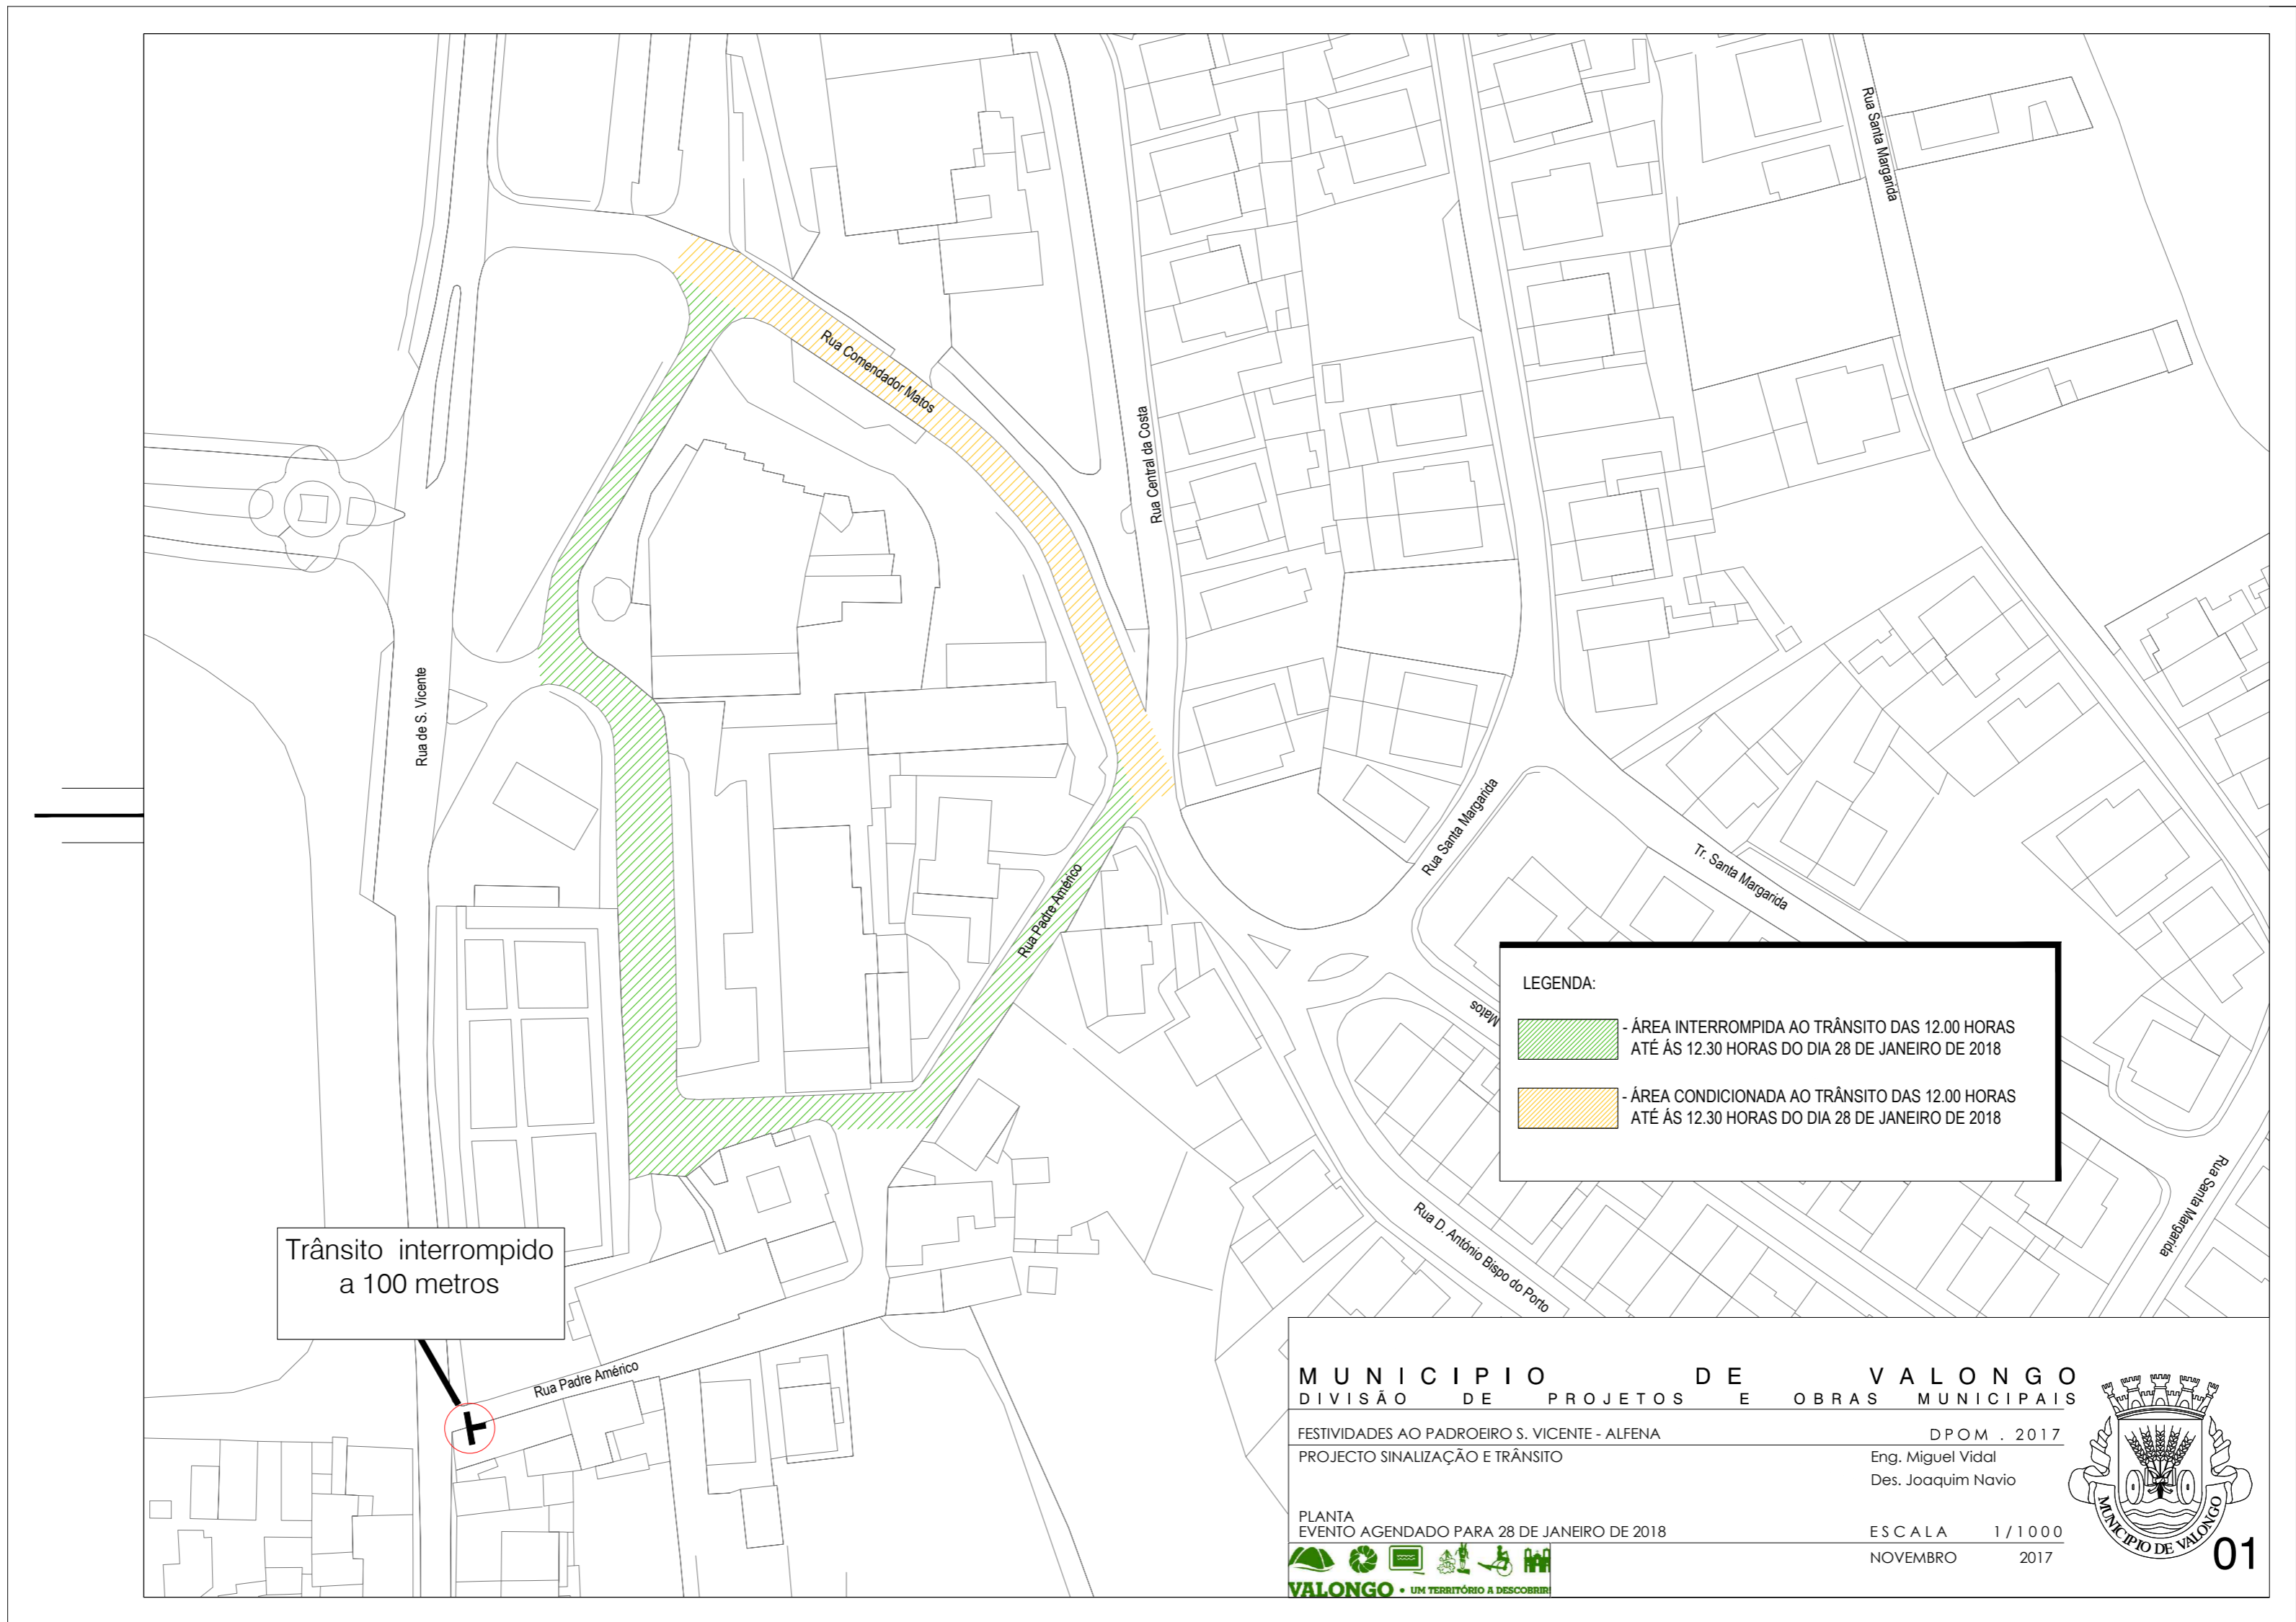 Rua Santa Margarida
Rua Comendador Matos
Rua Central da Costa
Rua de S. Vicente
Rua Santa Margarida
Tr. Santa Margarida
Rua Padre Américo
Matos
LEGENDA:
- ÁREA INTERROMPIDA AO TRÂNSITO DAS 12.00 HORAS
ATÉ ÁS 12.30 HORAS DO DIA 28 DE JANEIRO DE 2018
- ÁREA CONDICIONADA AO TRÂNSITO DAS 12.00 HORAS
ATÉ ÁS 12.30 HORAS DO DIA 28 DE JANEIRO DE 2018
Rua Santa Margarida
Rua D. António Bispo do Porto
Trânsito interrompido
a 100 metros
Rua Padre Américo
MUNICIPIO DE VALONGO
DIVISÃO DE PROJETOS E OBRAS MUNICIPAIS
FESTIVIDADES AO PADROEIRO S. VICENTE - ALFENA
DPOM . 2017
PROJECTO SINALIZAÇÃO E TRÂNSITO
Eng. Miguel Vidal
Des. Joaquim Navio
PLANTA
EVENTO AGENDADO PARA 28 DE JANEIRO DE 2018
ESCALA 1/1000
NOVEMBRO 2017
MUNICIPIO DE VALONGO
01
VALONGO • UM TERRITÓRIO A DESCOBRIR!